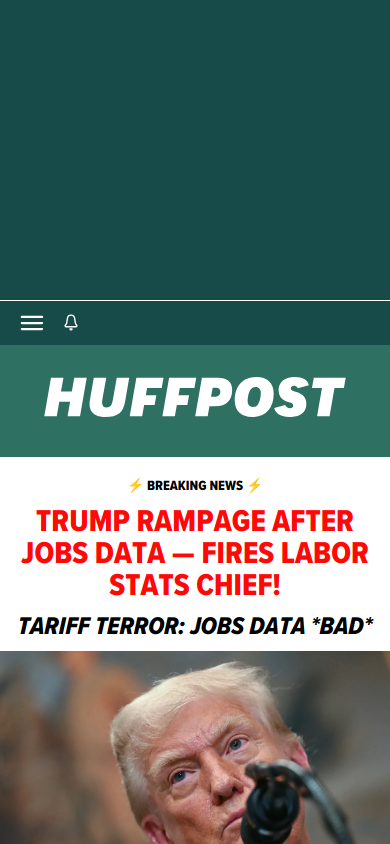 HUFFPOST
⚡ BREAKING NEWS ⚡
TRUMP RAMPAGE AFTER
JOBS DATA — FIRES LABOR
STATS CHIEF!
TARIFF TERROR: JOBS DATA *BAD*